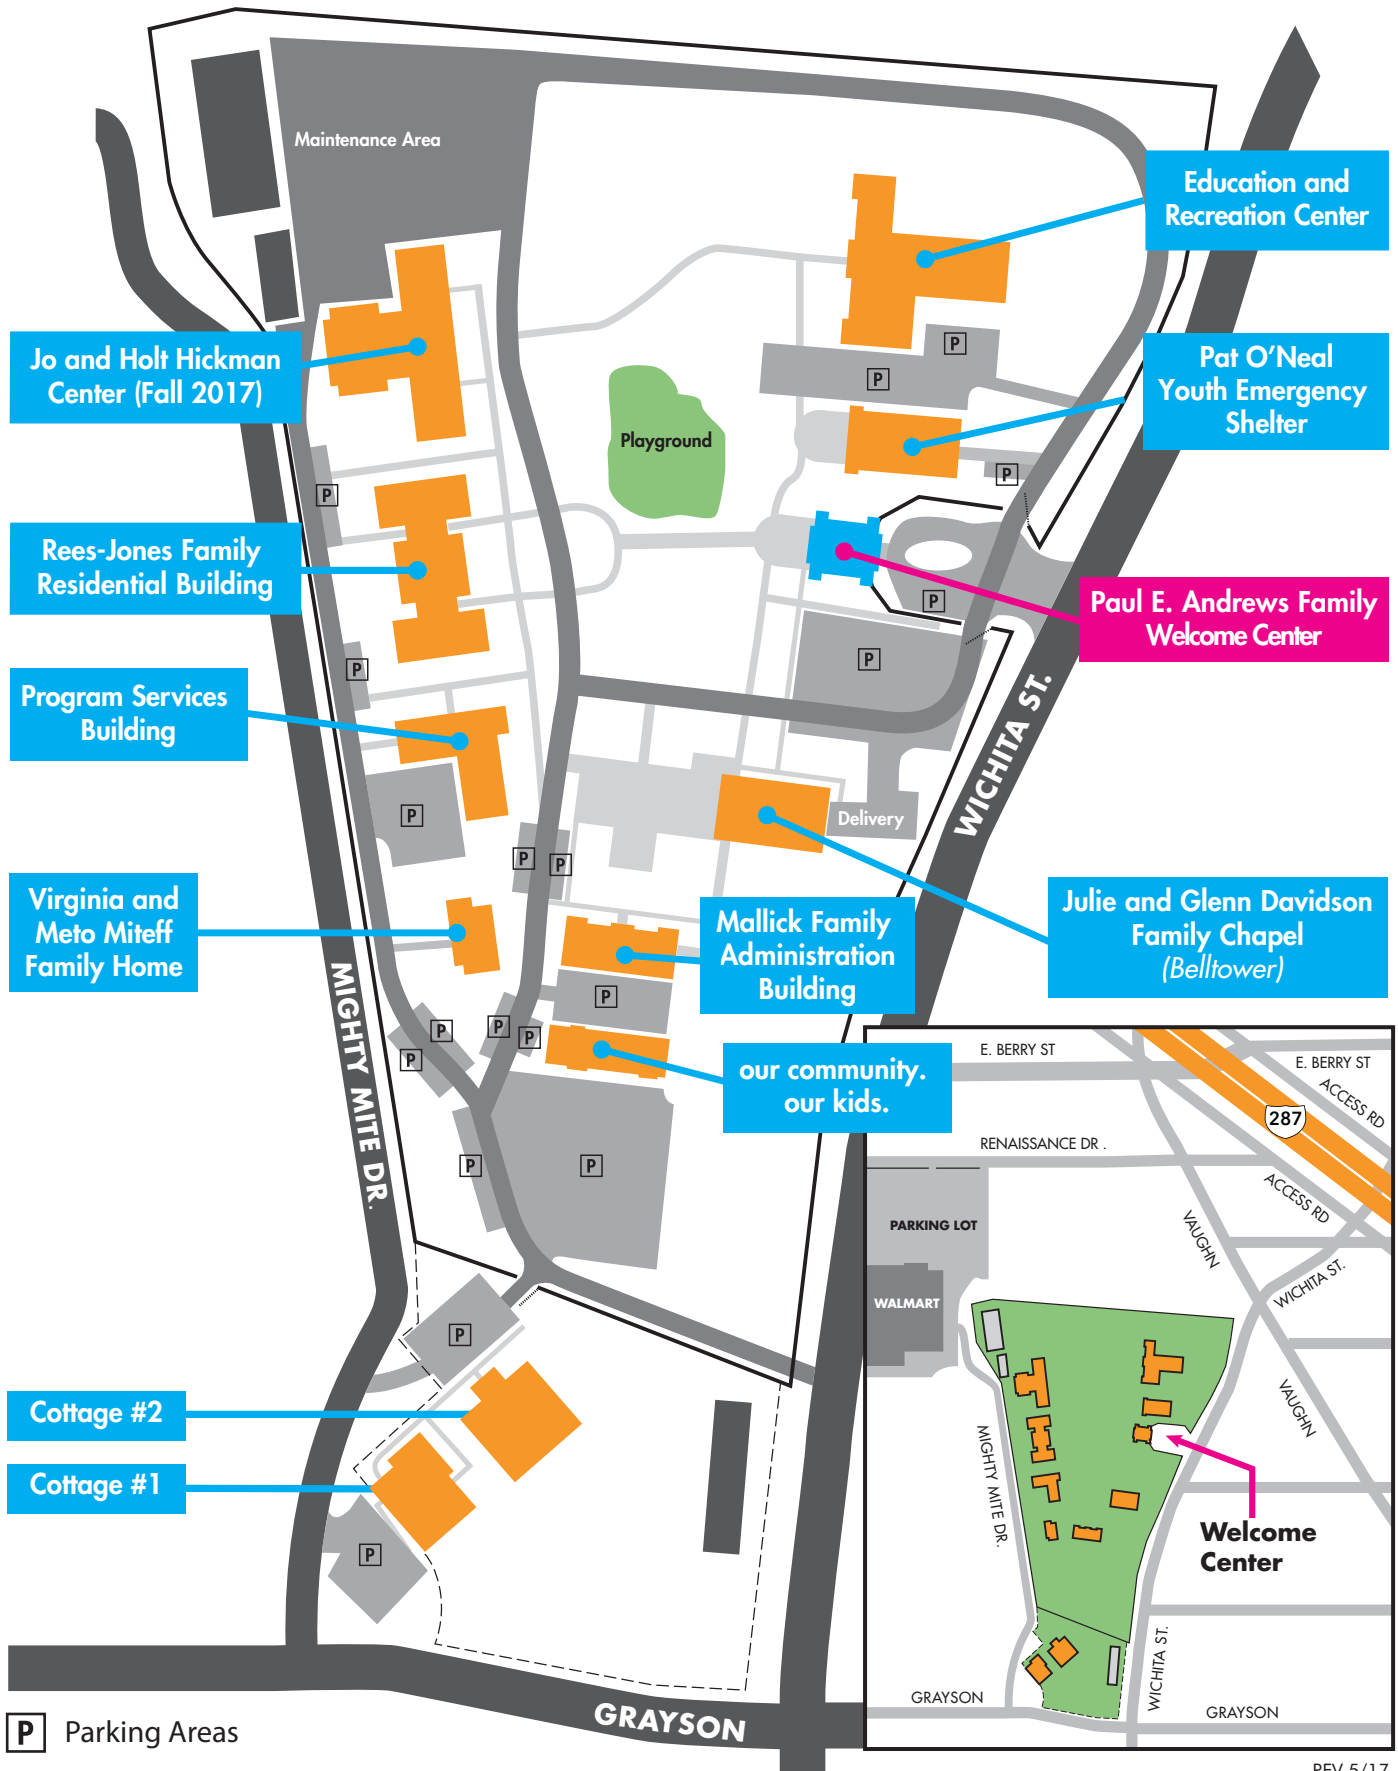 Maintenance Area
Education and
Recreation Center
P
Pat O'Neal
Youth Emergency
Shelter
Jo and Holt Hickman
Center (Fall 2017)
P
Playground
P
P
Rees-Jones Family
Residential Building
Paul E. Andrews Family
Welcome Center
P
P
P
Program Services
Building
WICHITA ST.
P
Delivery
P
P
Virginia and
Meto Miteff
Family Home
Mallick Family
Administration
Building
Julie and Glenn Davidson
Family Chapel
(Belltower)
MIGHTY MITE DR.
P
P
P
P
P
our community.
our kids.
P
P
P
Cottage #2
Cottage #1
P
GRAYSON
P Parking Areas
E. BERRY ST
E. BERRY ST
ACCESS RD
287
RENAISSANCE DR .
ACCESS RD
PARKING LOT
VAUGHN
WICHITA ST.
WALMART
VAUGHN
MIGHTY MITE DR.
Welcome
Center
WICHITA ST.
GRAYSON
GRAYSON
REV 5/17